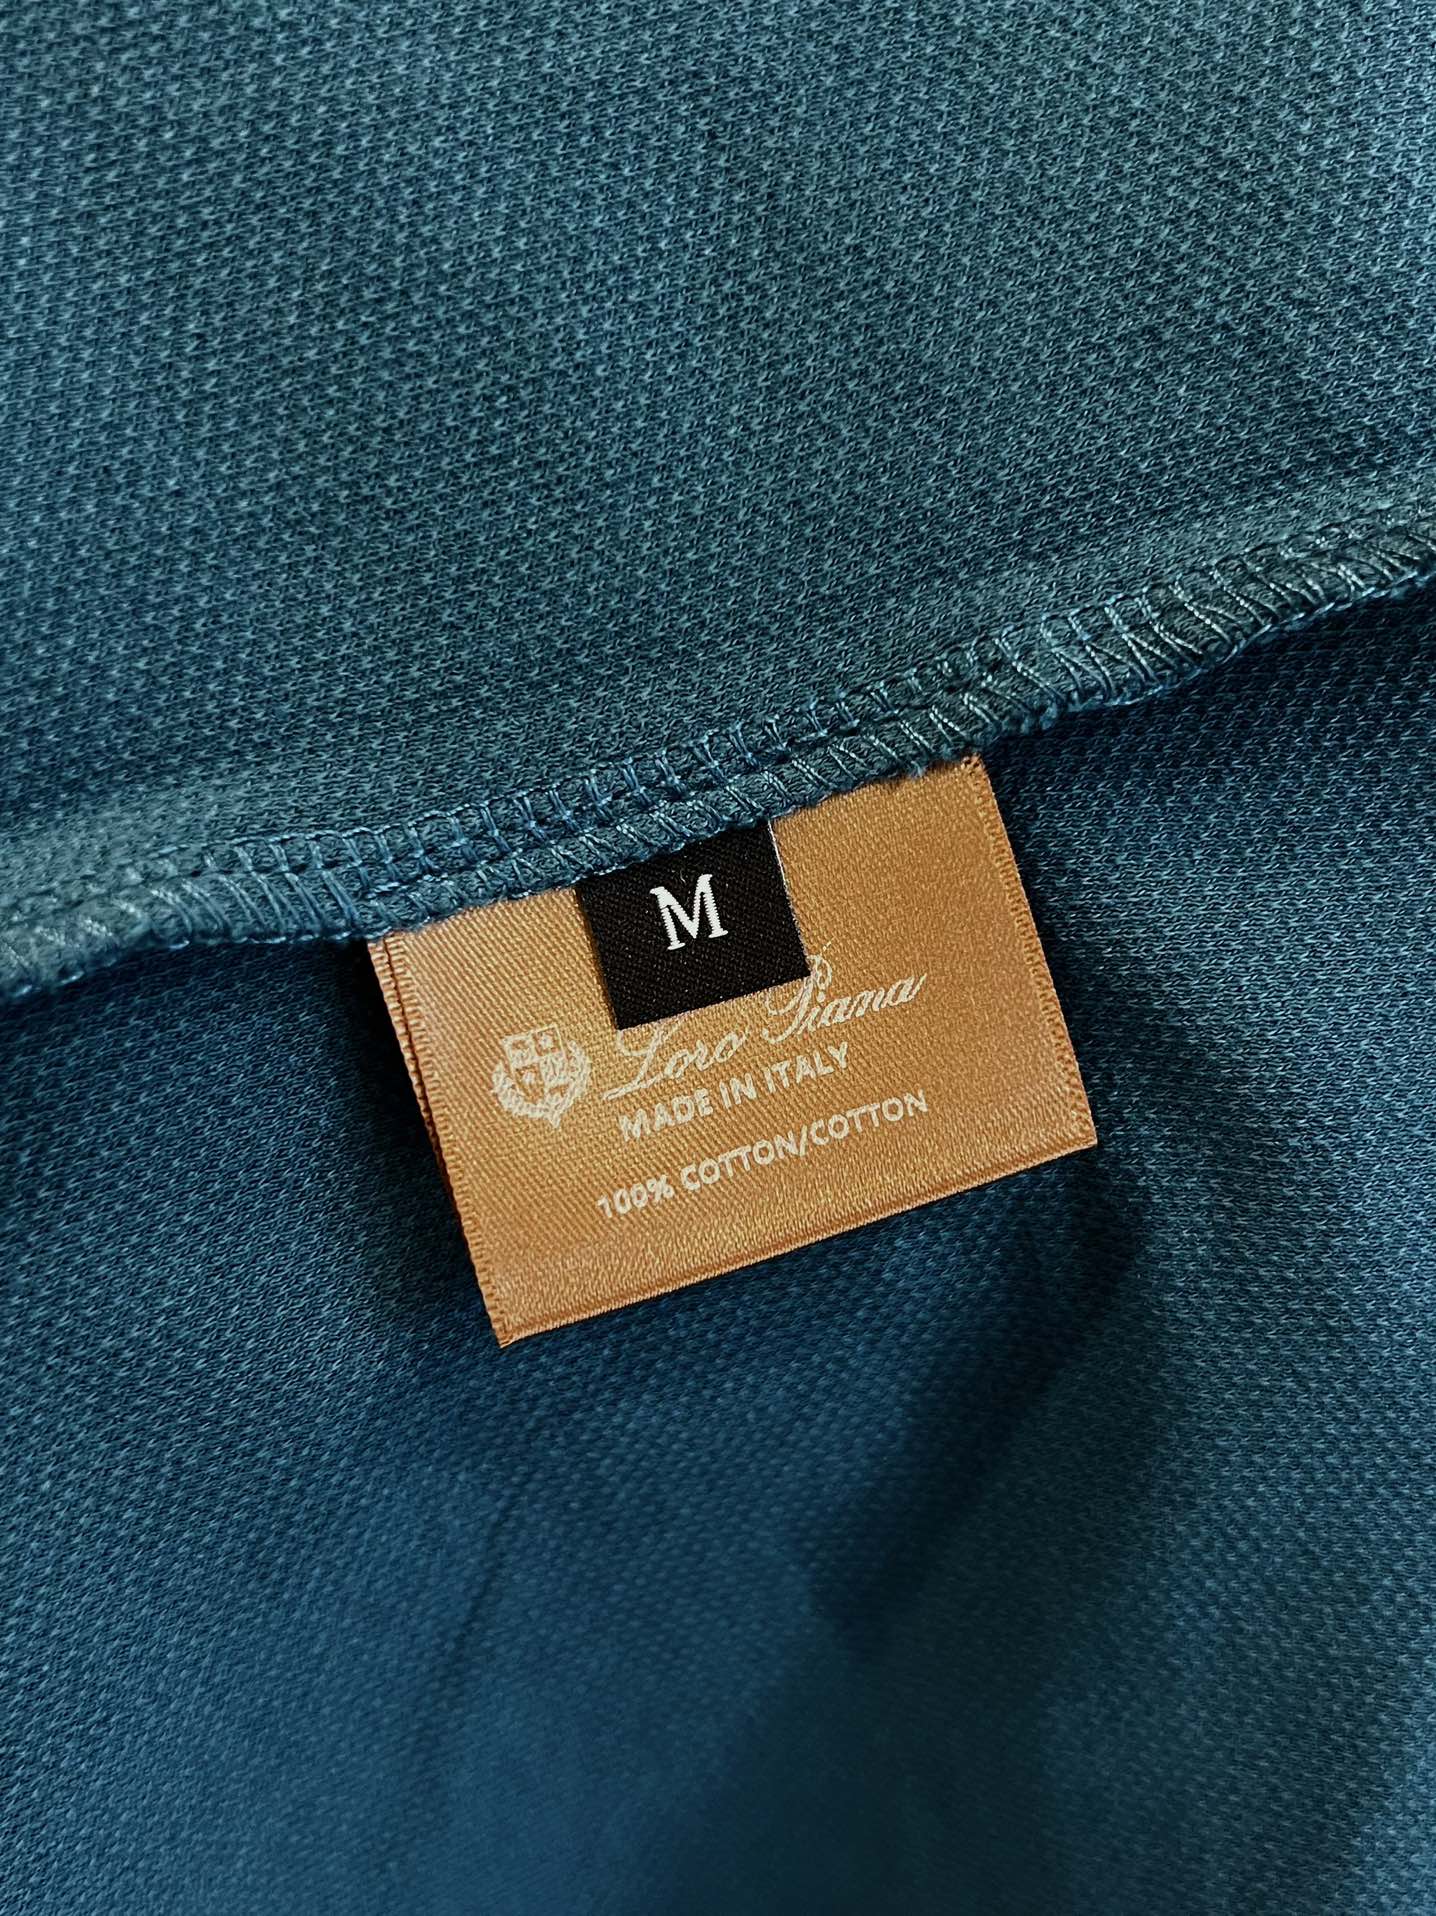 M
Loro Piana
MADE IN ITALY
100% COTTON/COTTON